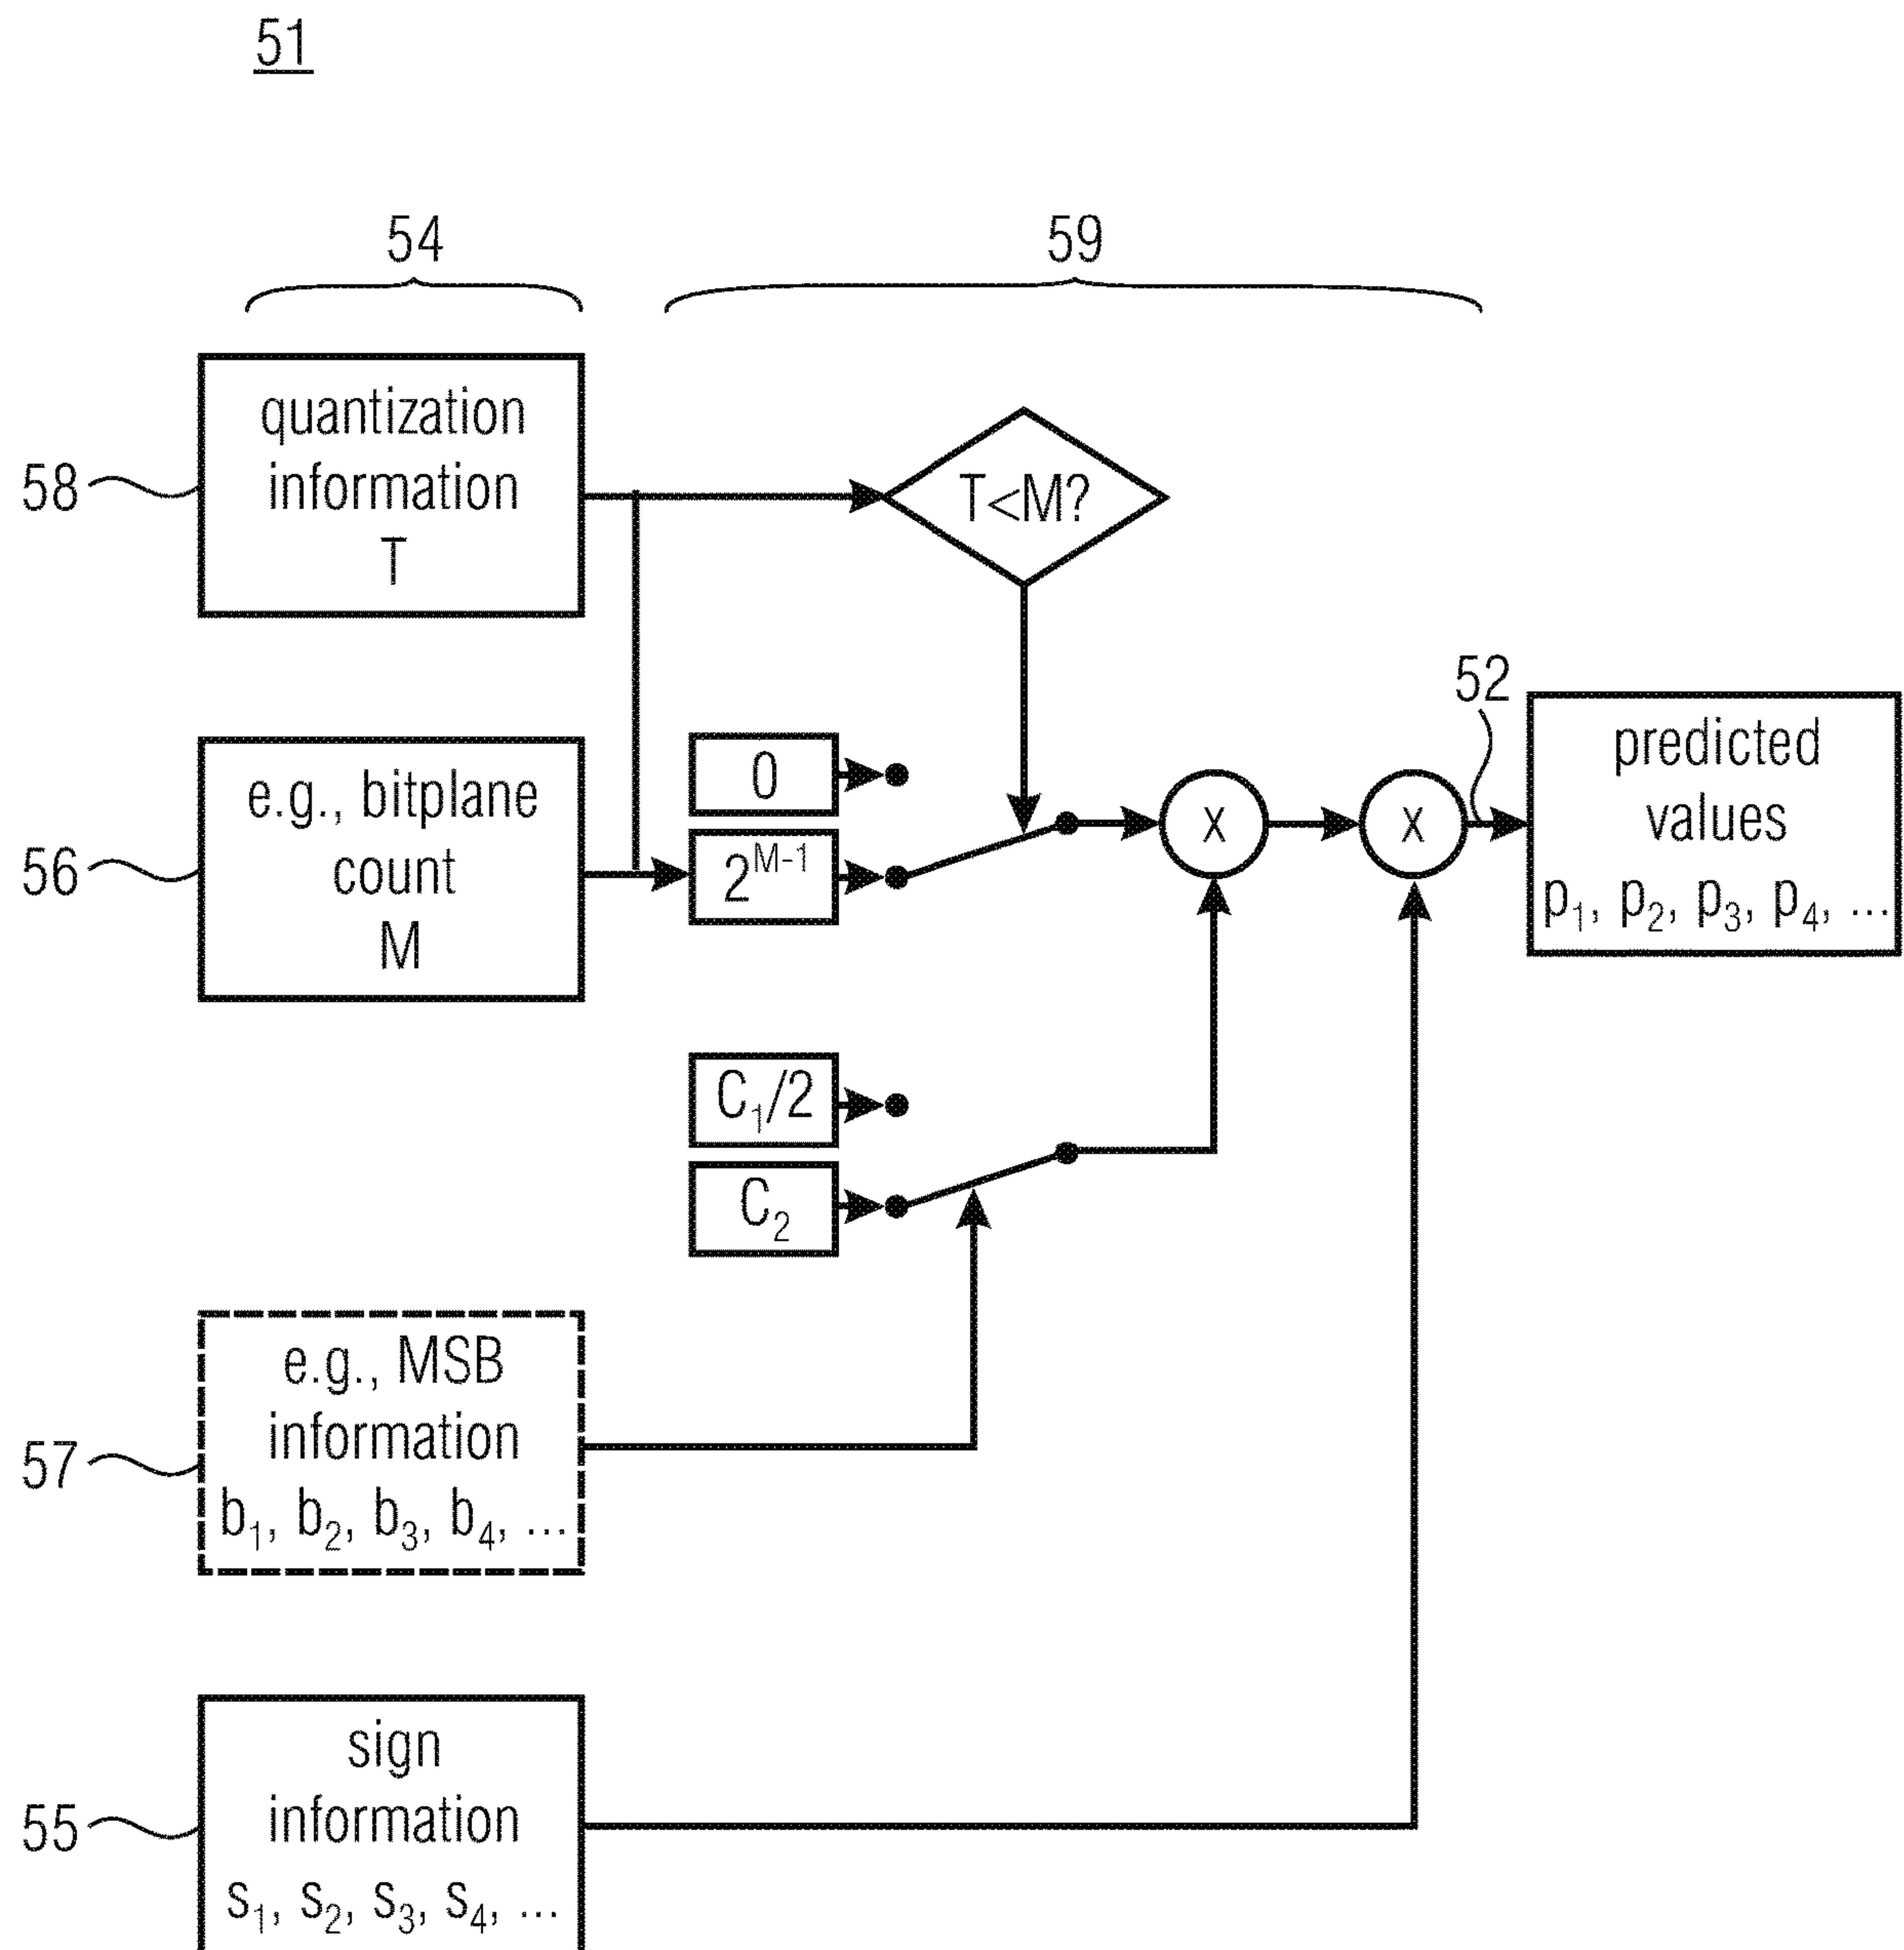 51
54
59
58
quantization
information
T
T<M?
56
e.g., bitplane
count
M
0
2^{M-1}
x
x
52
predicted
values
p₁, p₂, p₃, p₄, ...
C₁/2
C₂
57
e.g., MSB
information
b₁, b₂, b₃, b₄, ...
55
sign
information
s₁, s₂, s₃, s₄, ...